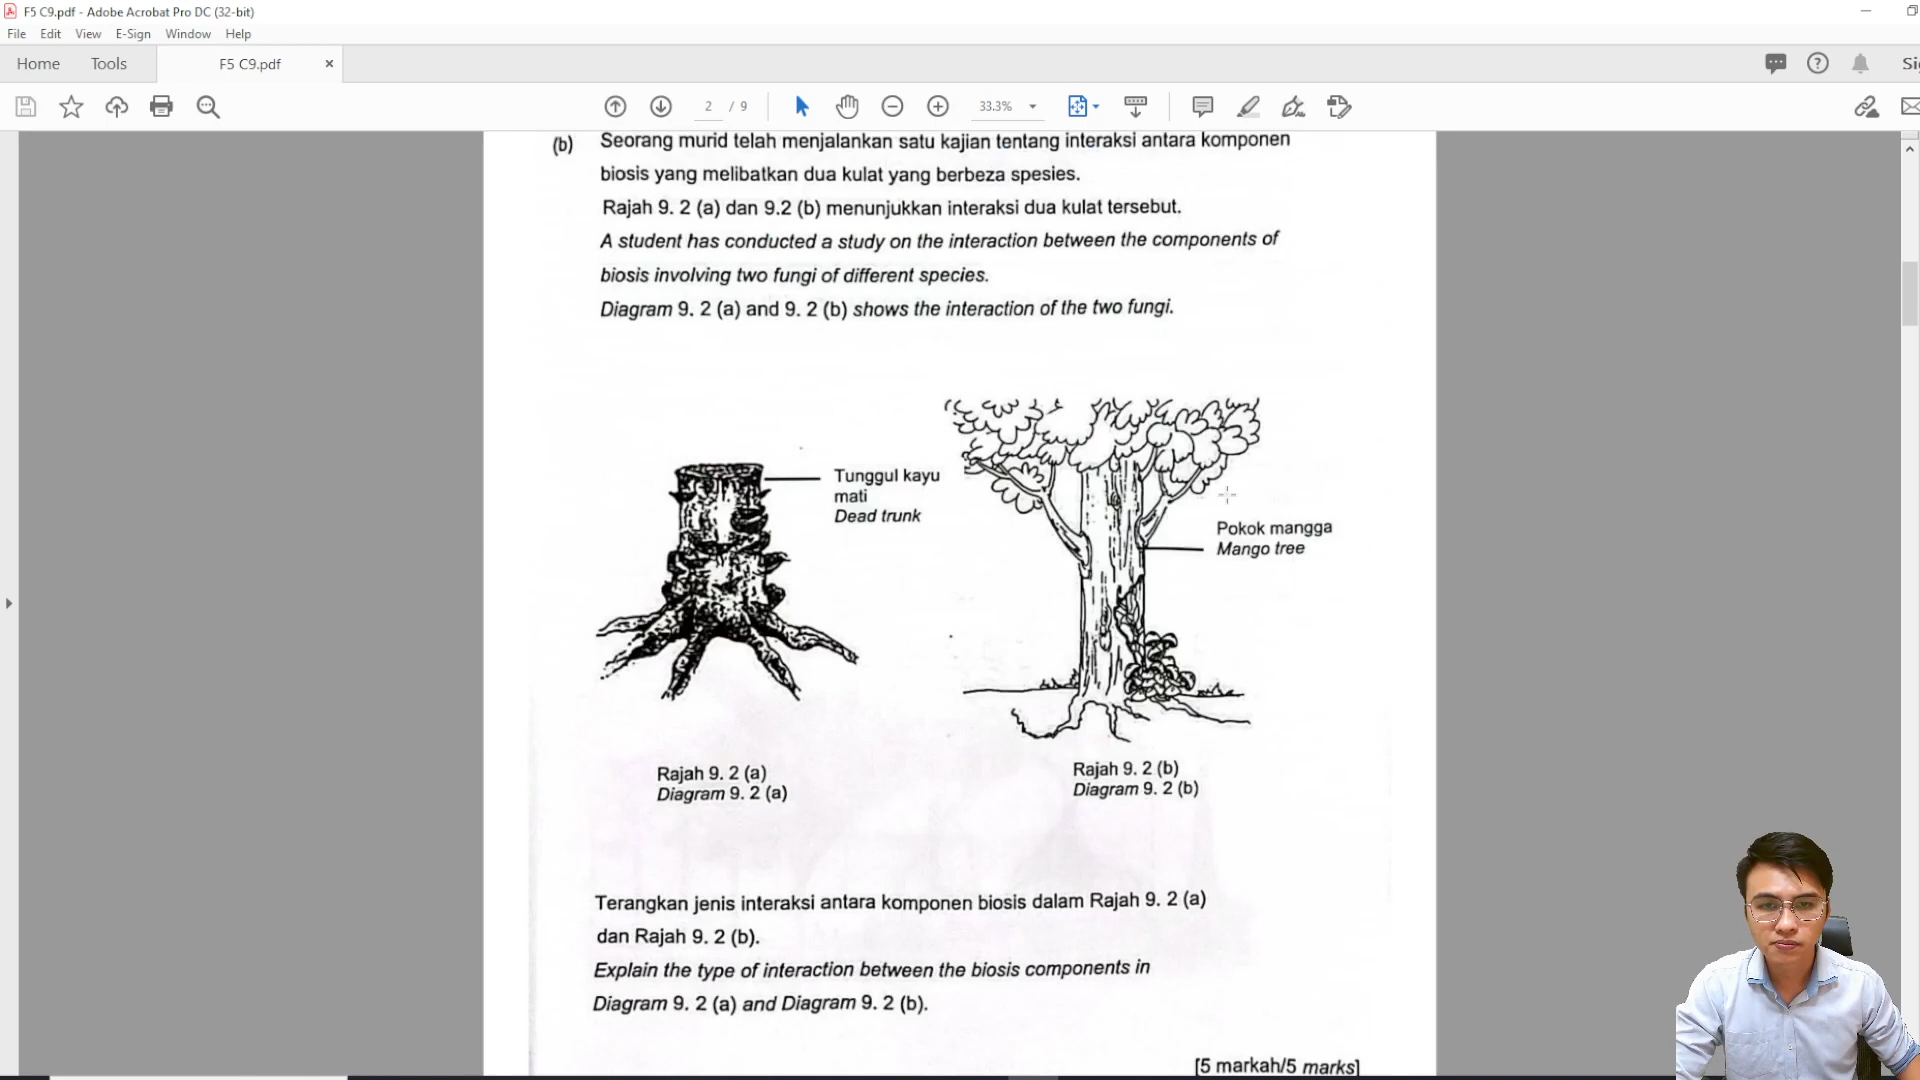 F5 C9.pdf - Adobe Acrobat Pro DC (32-bit)
File Edit View E-Sign Window Help
Home Tools F5 C9.pdf ×
2 / 9 33.3%
(b) Seorang murid telah menjalankan satu kajian tentang interaksi antara komponen
biosis yang melibatkan dua kulat yang berbeza spesies.
Rajah 9. 2 (a) dan 9.2 (b) menunjukkan interaksi dua kulat tersebut.
A student has conducted a study on the interaction between the components of
biosis involving two fungi of different species.
Diagram 9. 2 (a) and 9. 2 (b) shows the interaction of the two fungi.
Tunggul kayu
mati
Dead trunk
Pokok mangga
Mango tree
Rajah 9. 2 (a)
Diagram 9. 2 (a)
Rajah 9. 2 (b)
Diagram 9. 2 (b)
Terangkan jenis interaksi antara komponen biosis dalam Rajah 9. 2 (a)
dan Rajah 9. 2 (b).
Explain the type of interaction between the biosis components in
Diagram 9. 2 (a) and Diagram 9. 2 (b).
[5 markah/5 marks]